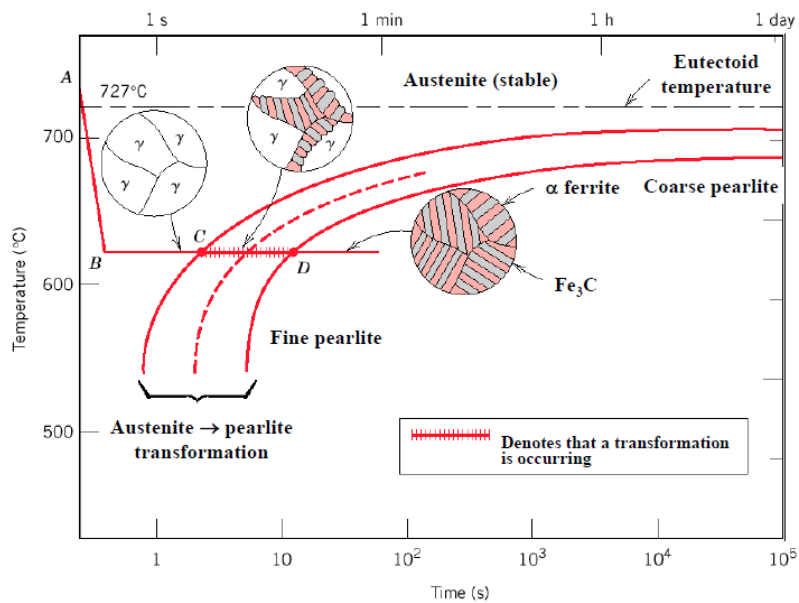 1 s 1 min 1 h 1 day
A
727°C
Austenite (stable)
Eutectoid
temperature
γ
γ
γ
γ
γ
γ
γ
700
α ferrite
Coarse pearlite
C
B
D
600
Fe₃C
Fine pearlite
Temperature (°C)
Austenite → pearlite
transformation
500
Denotes that a transformation
is occurring
1 10 10² 10³ 10⁴ 10⁵
Time (s)